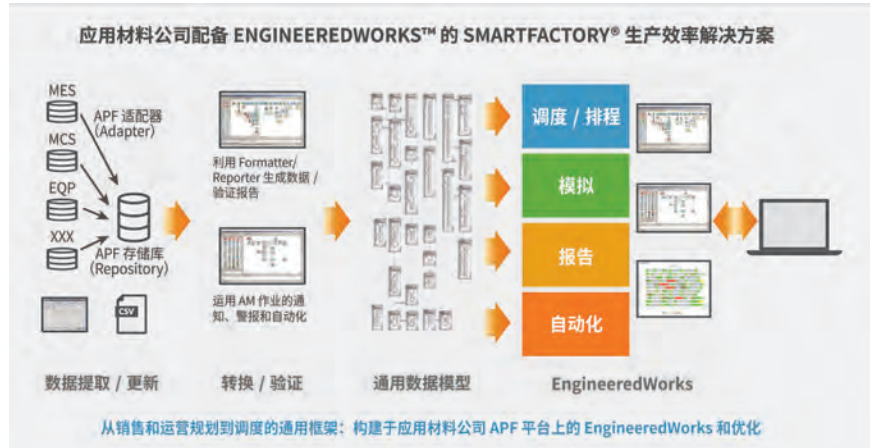 应用材料公司配备 ENGINEEREDWORKS™ 的 SMARTFACTORY® 生产效率解决方案
MES
APF 适配器
(Adapter)
MCS
EQP
XXX
APF 存储库
(Repository)
CSV
数据提取 / 更新
利用 Formatter/
Reporter 生成数据 /
验证报告
运用 AM 作业的通
知、警报和自动化
转换 / 验证
通用数据模型
调度 / 排程
模拟
报告
自动化
EngineeredWorks
从销售和运营规划到调度的通用框架：构建于应用材料公司 APF 平台上的 EngineeredWorks 和优化